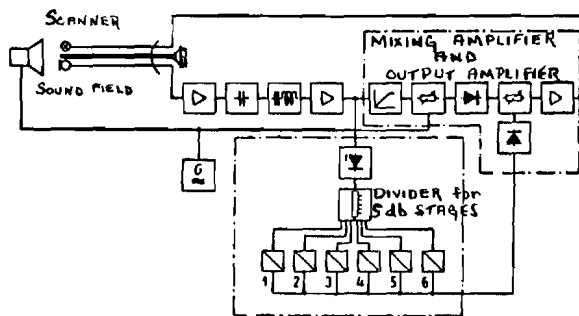 SCANNER
SOUND FIELD
MIXING AMPLIFIER
AND
OUTPUT AMPLIFIER
G
DIVIDER for
5db STAGES
1 2 3 4 5 6